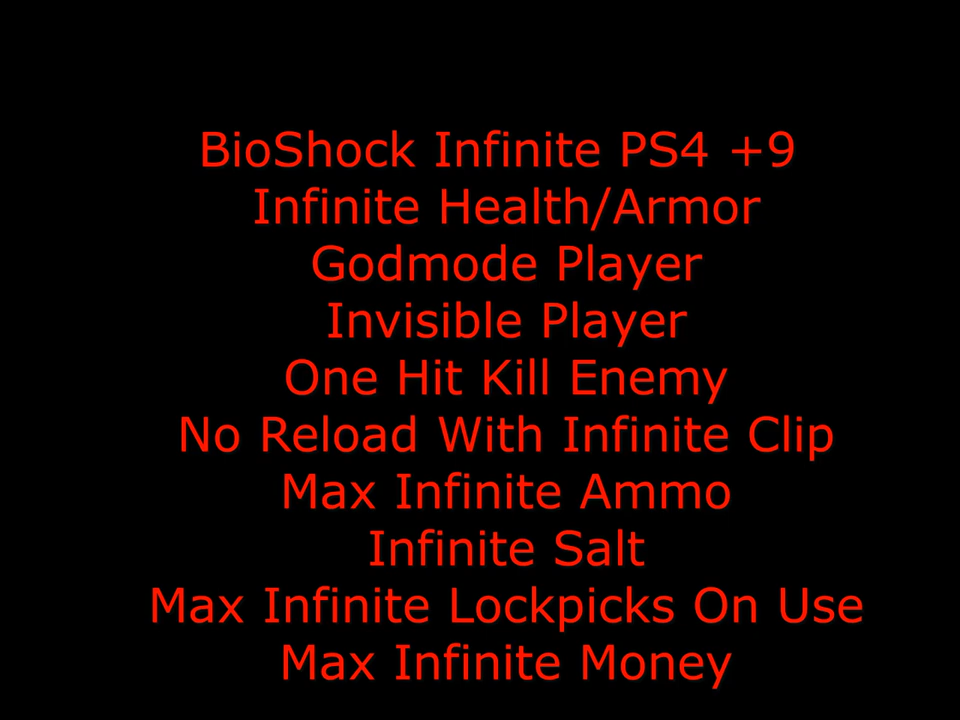 BioShock Infinite PS4 +9
Infinite Health/Armor
Godmode Player
Invisible Player
One Hit Kill Enemy
No Reload With Infinite Clip
Max Infinite Ammo
Infinite Salt
Max Infinite Lockpicks On Use
Max Infinite Money